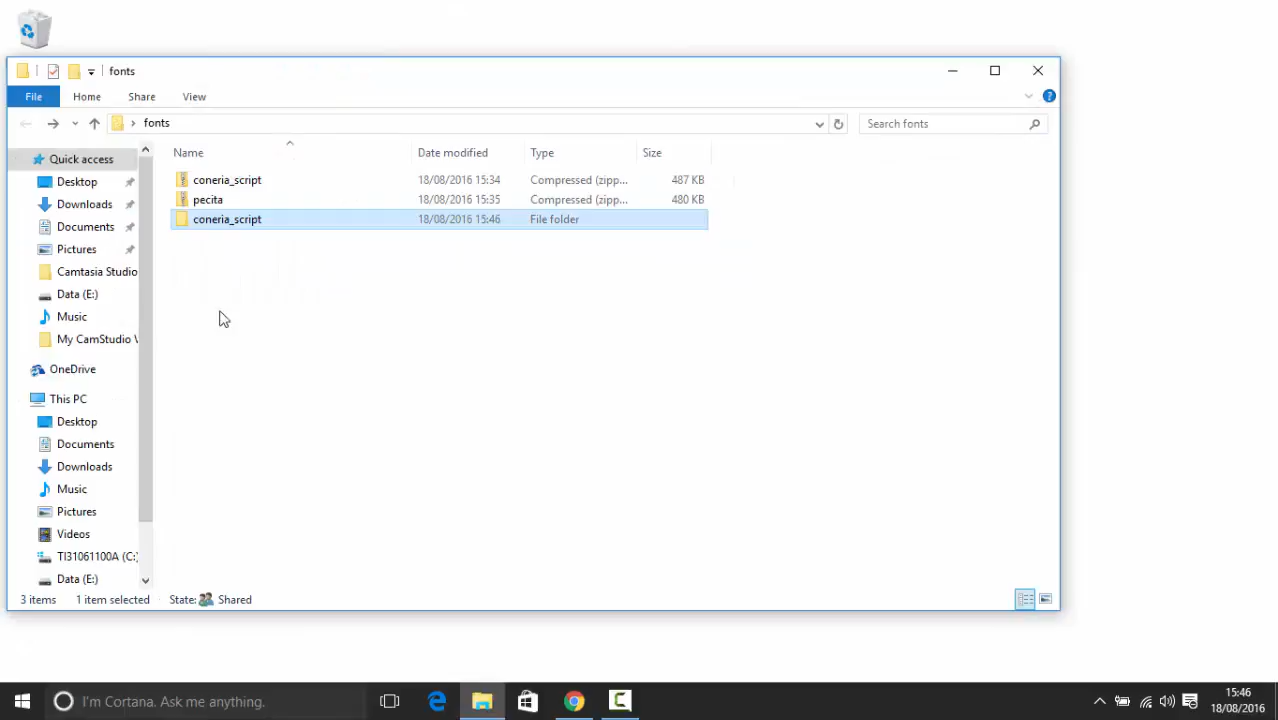 fonts
File Home Share View
fonts
Search fonts
Name Date modified Type Size
coneria_script 18/08/2016 15:34 Compressed (zipp... 487 KB
pecita 18/08/2016 15:35 Compressed (zipp... 480 KB
coneria_script 18/08/2016 15:46 File folder
Quick access
Desktop
Downloads
Documents
Pictures
Camtasia Studio
Data (E:)
Music
My CamStudio V
OneDrive
This PC
Desktop
Documents
Downloads
Music
Pictures
Videos
TI31061100A (C:)
Data (E:)
3 items 1 item selected State: Shared
I'm Cortana. Ask me anything.
15:46
18/08/2016